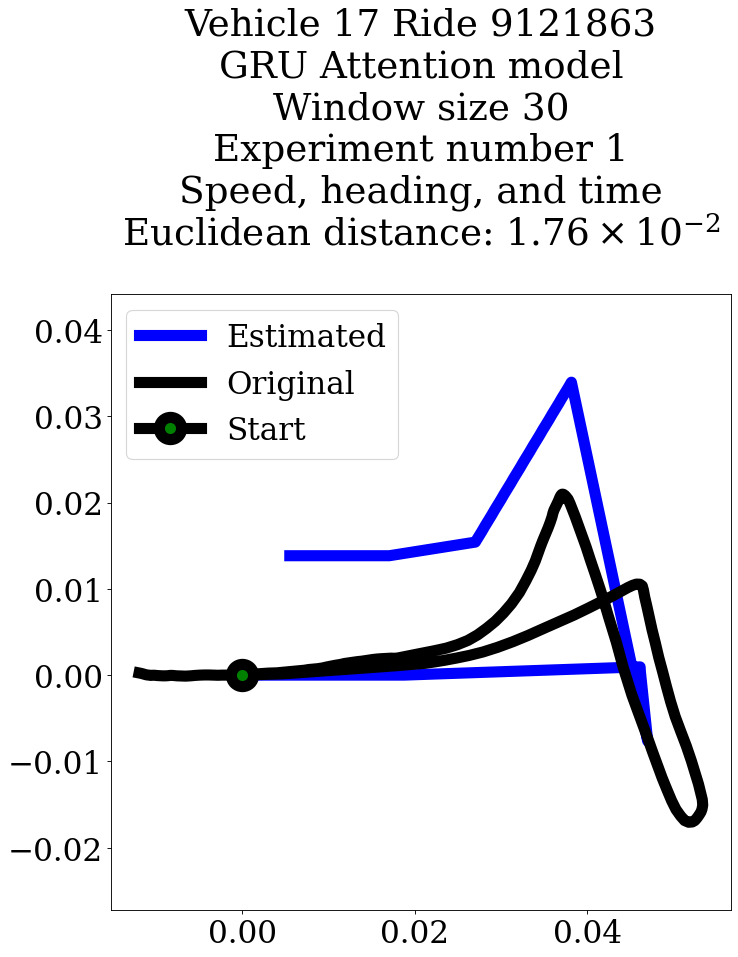 Vehicle 17 Ride 9121863
GRU Attention model
Window size 30
Experiment number 1
Speed, heading, and time
Euclidean distance: 1.76 × 10⁻²
Estimated
Original
Start
0.04
0.03
0.02
0.01
0.00
−0.01
−0.02
0.00 0.02 0.04